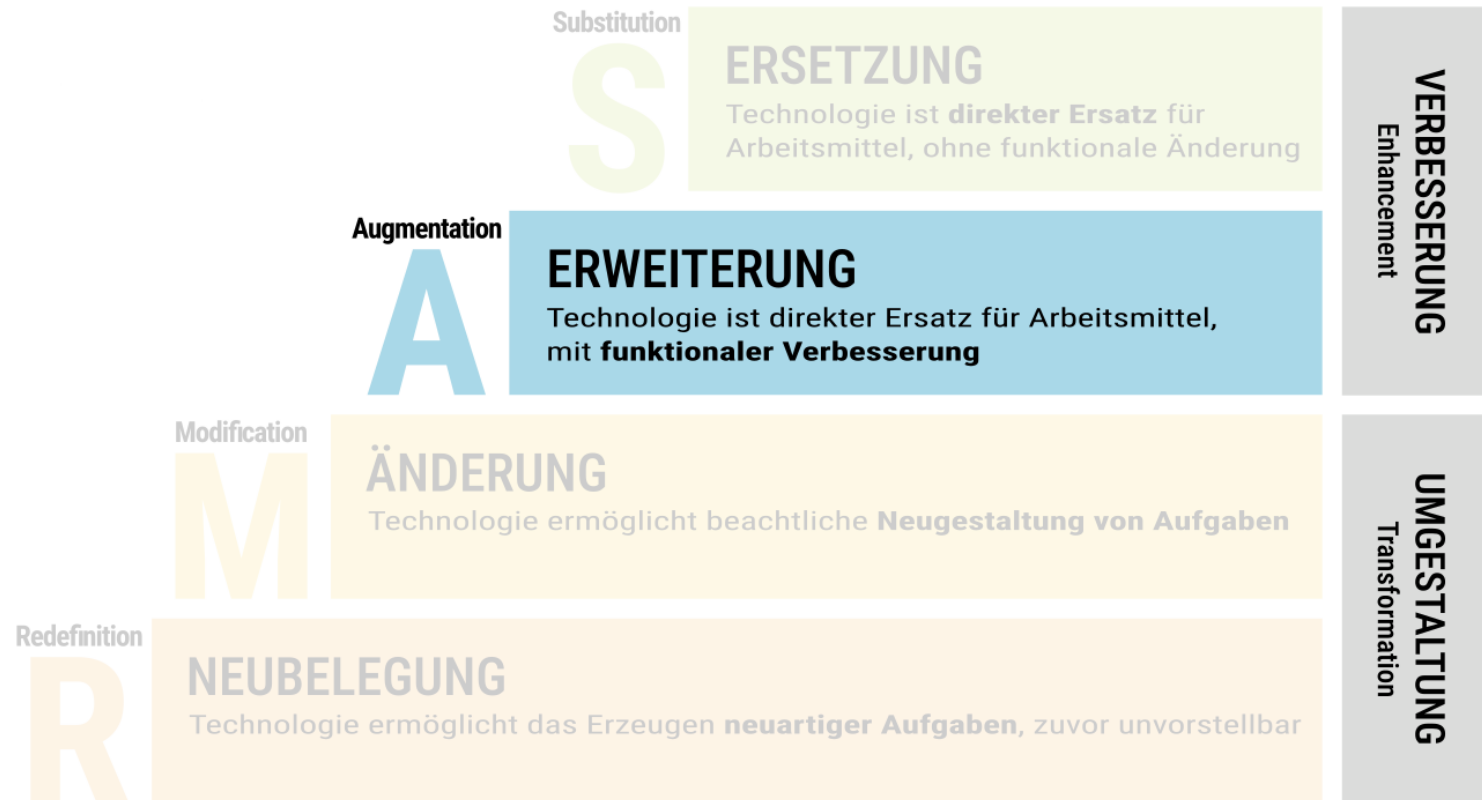 Substitution
S
ERSETZUNG
Technologie ist direkter Ersatz für
Arbeitsmittel, ohne funktionale Änderung
Augmentation
A
ERWEITERUNG
Technologie ist direkter Ersatz für Arbeitsmittel,
mit funktionaler Verbesserung
VERBESSERUNG
Enhancement
Modification
M
ÄNDERUNG
Technologie ermöglicht beachtliche Neugestaltung von Aufgaben
Redefinition
R
NEUBELEGUNG
Technologie ermöglicht das Erzeugen neuartiger Aufgaben, zuvor unvorstellbar
UMGESTALTUNG
Transformation